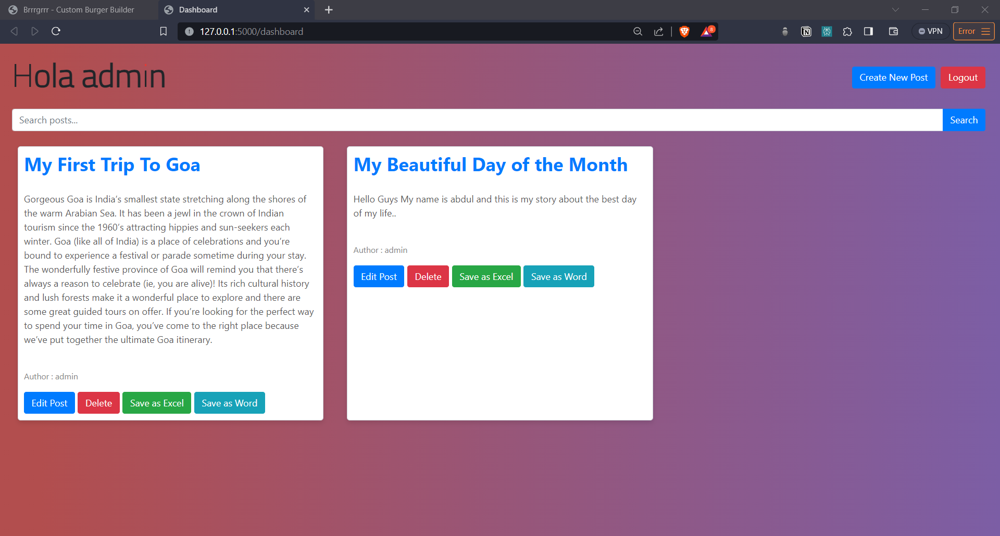 Brrrgrrr - Custom Burger Builder
Dashboard
127.0.0.1:5000/dashboard
8
VPN
Error
Hola admin
Create New Post
Logout
Search posts...
Search
My First Trip To Goa
Gorgeous Goa is India’s smallest state stretching along the shores of
the warm Arabian Sea. It has been a jewl in the crown of Indian
tourism since the 1960’s attracting hippies and sun-seekers each
winter. Goa (like all of India) is a place of celebrations and you’re
bound to experience a festival or parade sometime during your stay.
The wonderfully festive province of Goa will remind you that there’s
always a reason to celebrate (ie, you are alive)! Its rich cultural history
and lush forests make it a wonderful place to explore and there are
some great guided tours on offer. If you’re looking for the perfect way
to spend your time in Goa, you’ve come to the right place because
we’ve put together the ultimate Goa itinerary.
Author : admin
Edit Post
Delete
Save as Excel
Save as Word
My Beautiful Day of the Month
Hello Guys My name is abdul and this is my story about the best day
of my life..
Author : admin
Edit Post
Delete
Save as Excel
Save as Word